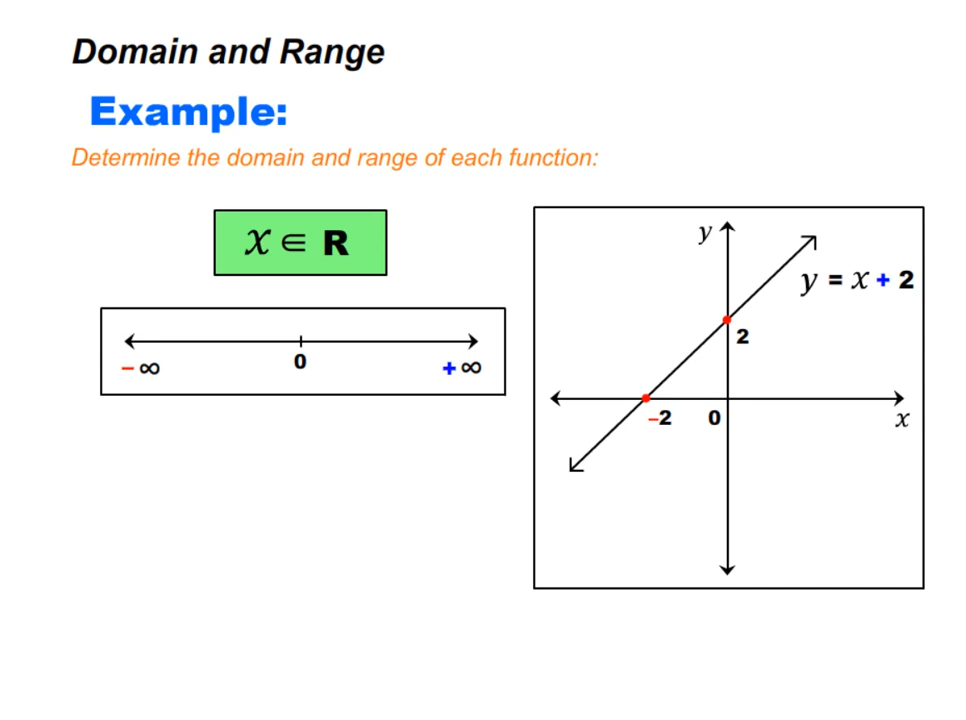 Domain and Range
Example:
Determine the domain and range of each function:
x ∈ R
− ∞ 0 + ∞
y
y = x + 2
2
−2 0
x